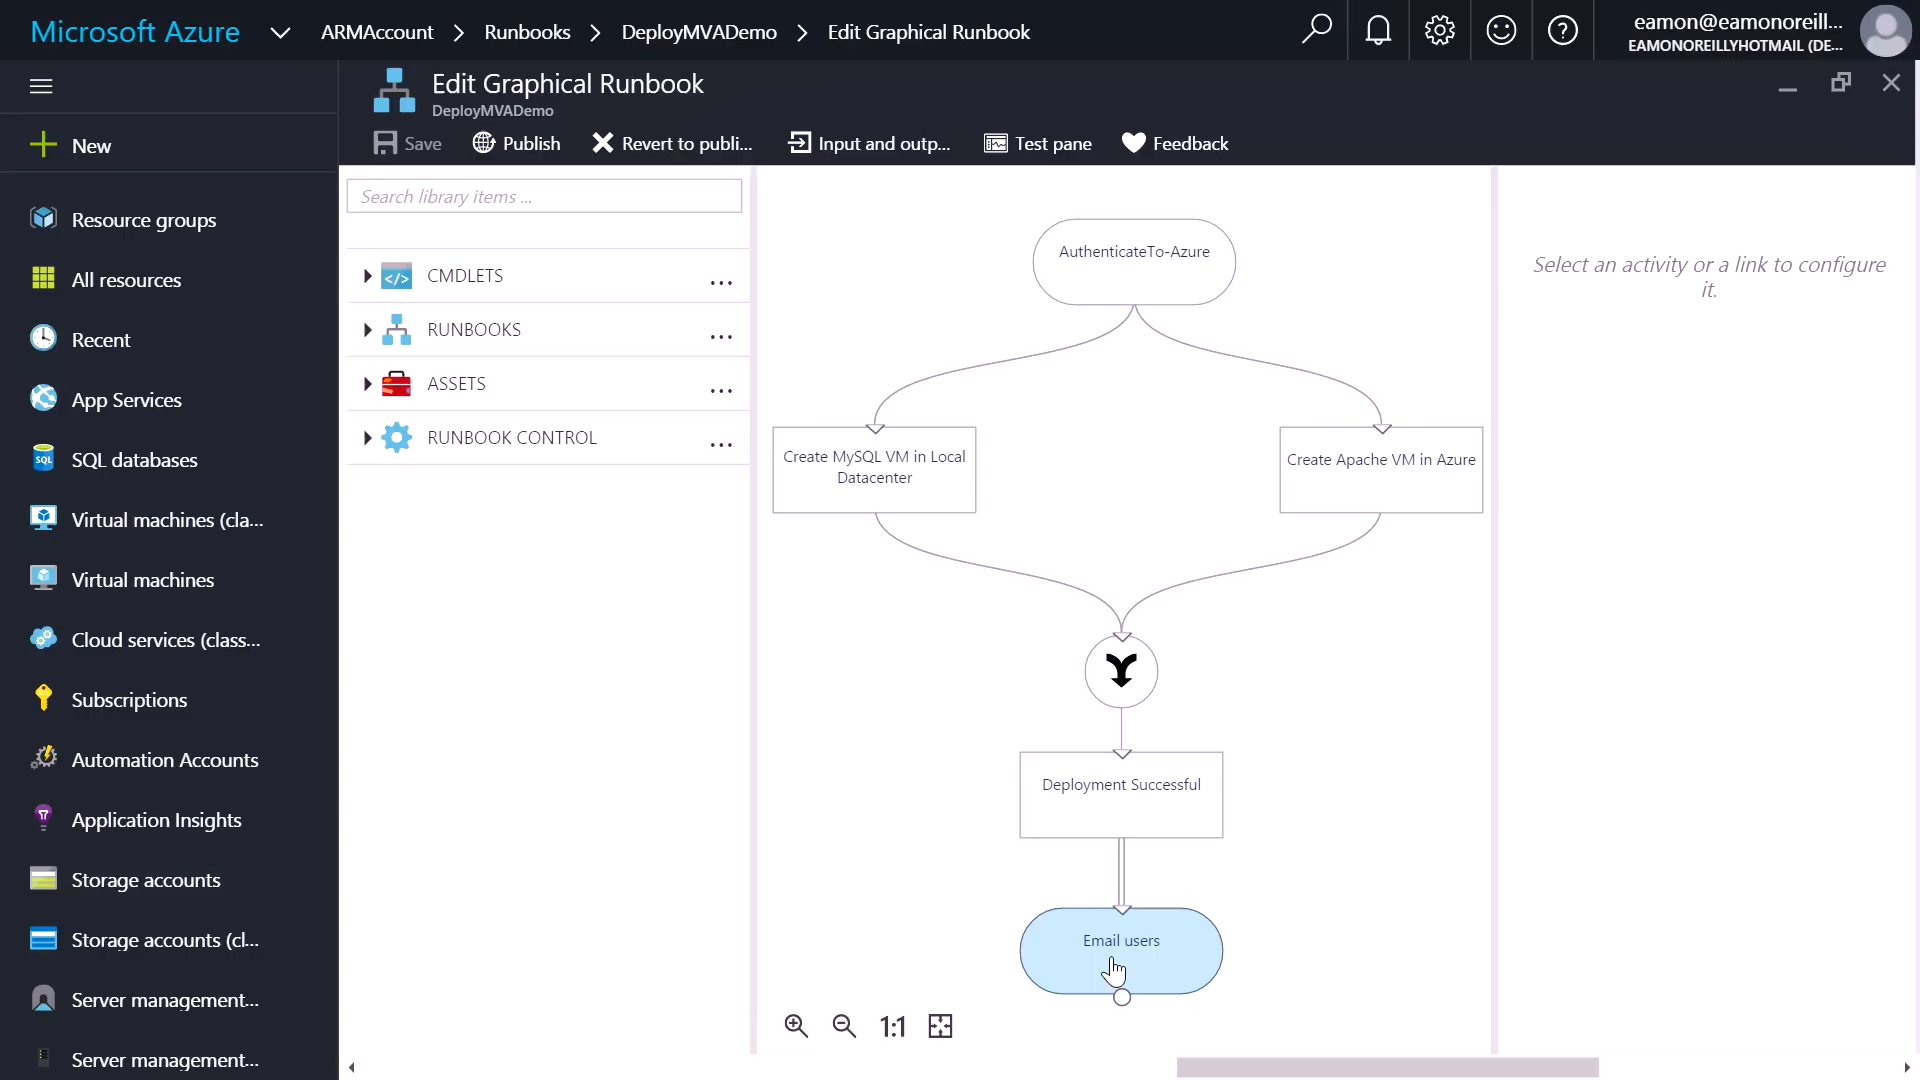 Microsoft Azure
ARMAccount
Runbooks
DeployMVADemo
Edit Graphical Runbook
eamon@eamonoreill...
EAMONOREILLYHOTMAIL (DE...
Edit Graphical Runbook
DeployMVADemo
Save
Publish
Revert to publi...
Input and outp...
Test pane
Feedback
New
Resource groups
All resources
Recent
App Services
SQL
SQL databases
Virtual machines (cla...
Virtual machines
Cloud services (class...
Subscriptions
Automation Accounts
Application Insights
Storage accounts
Storage accounts (cl...
Server management...
Server management...
Search library items ...
CMDLETS
...
RUNBOOKS
...
ASSETS
...
RUNBOOK CONTROL
...
AuthenticateTo-Azure
Create MySQL VM in Local
Datacenter
Create Apache VM in Azure
Deployment Successful
Email users
1:1
Select an activity or a link to configure
it.